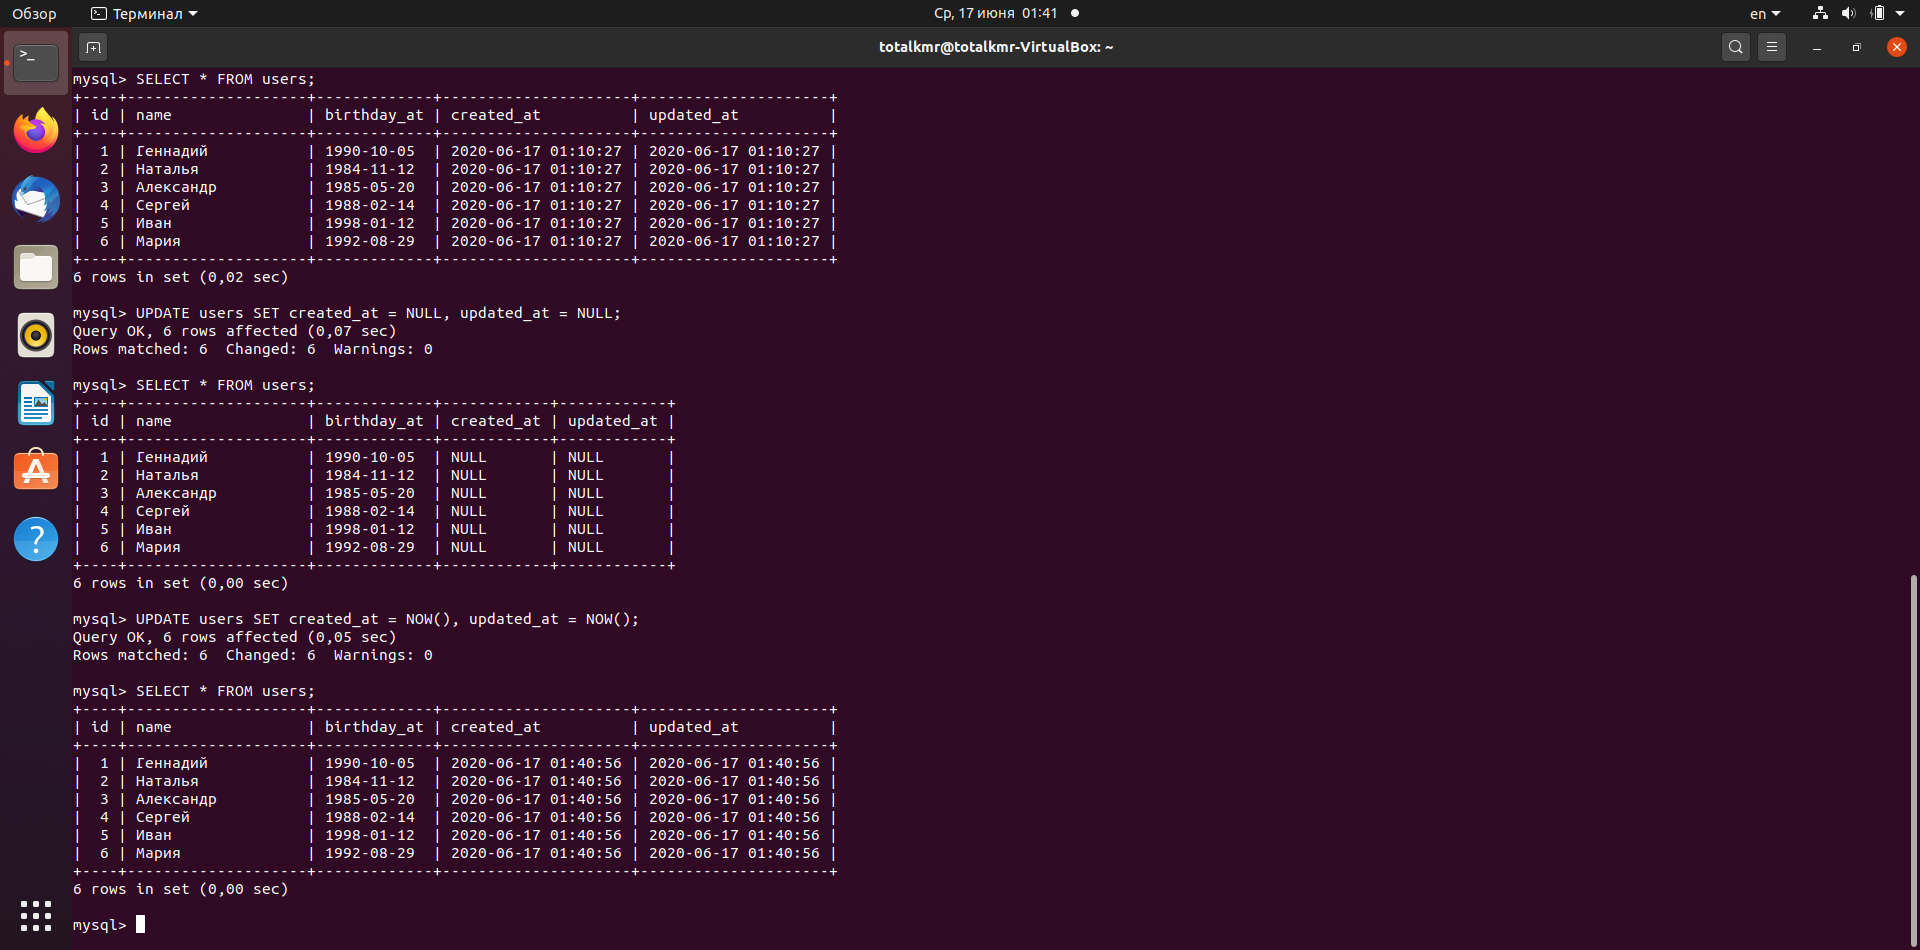 Обзор Терминал Ср, 17 июня 01:41 en
totalkmr@totalkmr-VirtualBox: ~
mysql> SELECT * FROM users;
+----+--------------------+-------------+---------------------+---------------------+
| id | name               | birthday_at | created_at          | updated_at          |
+----+--------------------+-------------+---------------------+---------------------+
|  1 | Геннадий           | 1990-10-05  | 2020-06-17 01:10:27 | 2020-06-17 01:10:27 |
|  2 | Наталья            | 1984-11-12  | 2020-06-17 01:10:27 | 2020-06-17 01:10:27 |
|  3 | Александр          | 1985-05-20  | 2020-06-17 01:10:27 | 2020-06-17 01:10:27 |
|  4 | Сергей             | 1988-02-14  | 2020-06-17 01:10:27 | 2020-06-17 01:10:27 |
|  5 | Иван               | 1998-01-12  | 2020-06-17 01:10:27 | 2020-06-17 01:10:27 |
|  6 | Мария              | 1992-08-29  | 2020-06-17 01:10:27 | 2020-06-17 01:10:27 |
+----+--------------------+-------------+---------------------+---------------------+
6 rows in set (0,02 sec)
mysql> UPDATE users SET created_at = NULL, updated_at = NULL;
Query OK, 6 rows affected (0,07 sec)
Rows matched: 6  Changed: 6  Warnings: 0
mysql> SELECT * FROM users;
+----+--------------------+-------------+------------+------------+
| id | name               | birthday_at | created_at | updated_at |
+----+--------------------+-------------+------------+------------+
|  1 | Геннадий           | 1990-10-05  | NULL       | NULL       |
|  2 | Наталья            | 1984-11-12  | NULL       | NULL       |
|  3 | Александр          | 1985-05-20  | NULL       | NULL       |
|  4 | Сергей             | 1988-02-14  | NULL       | NULL       |
|  5 | Иван               | 1998-01-12  | NULL       | NULL       |
|  6 | Мария              | 1992-08-29  | NULL       | NULL       |
+----+--------------------+-------------+------------+------------+
6 rows in set (0,00 sec)
mysql> UPDATE users SET created_at = NOW(), updated_at = NOW();
Query OK, 6 rows affected (0,05 sec)
Rows matched: 6  Changed: 6  Warnings: 0
mysql> SELECT * FROM users;
+----+--------------------+-------------+---------------------+---------------------+
| id | name               | birthday_at | created_at          | updated_at          |
+----+--------------------+-------------+---------------------+---------------------+
|  1 | Геннадий           | 1990-10-05  | 2020-06-17 01:40:56 | 2020-06-17 01:40:56 |
|  2 | Наталья            | 1984-11-12  | 2020-06-17 01:40:56 | 2020-06-17 01:40:56 |
|  3 | Александр          | 1985-05-20  | 2020-06-17 01:40:56 | 2020-06-17 01:40:56 |
|  4 | Сергей             | 1988-02-14  | 2020-06-17 01:40:56 | 2020-06-17 01:40:56 |
|  5 | Иван               | 1998-01-12  | 2020-06-17 01:40:56 | 2020-06-17 01:40:56 |
|  6 | Мария              | 1992-08-29  | 2020-06-17 01:40:56 | 2020-06-17 01:40:56 |
+----+--------------------+-------------+---------------------+---------------------+
6 rows in set (0,00 sec)
mysql>